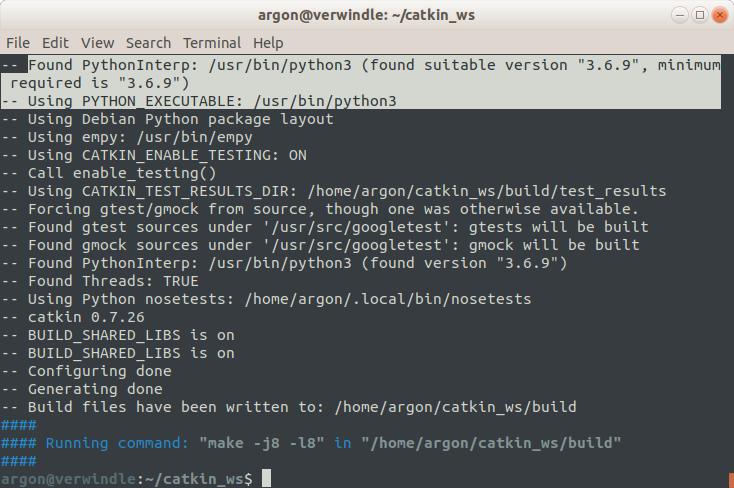 argon@verwindle: ~/catkin_ws
File Edit View Search Terminal Help
-- Found PythonInterp: /usr/bin/python3 (found suitable version "3.6.9", minimum
 required is "3.6.9")
-- Using PYTHON_EXECUTABLE: /usr/bin/python3
-- Using Debian Python package layout
-- Using empy: /usr/bin/empy
-- Using CATKIN_ENABLE_TESTING: ON
-- Call enable_testing()
-- Using CATKIN_TEST_RESULTS_DIR: /home/argon/catkin_ws/build/test_results
-- Forcing gtest/gmock from source, though one was otherwise available.
-- Found gtest sources under '/usr/src/googletest': gtests will be built
-- Found gmock sources under '/usr/src/googletest': gmock will be built
-- Found PythonInterp: /usr/bin/python3 (found version "3.6.9")
-- Found Threads: TRUE
-- Using Python nosetests: /home/argon/.local/bin/nosetests
-- catkin 0.7.26
-- BUILD_SHARED_LIBS is on
-- BUILD_SHARED_LIBS is on
-- Configuring done
-- Generating done
-- Build files have been written to: /home/argon/catkin_ws/build
####
#### Running command: "make -j8 -l8" in "/home/argon/catkin_ws/build"
####
argon@verwindle:~/catkin_ws$